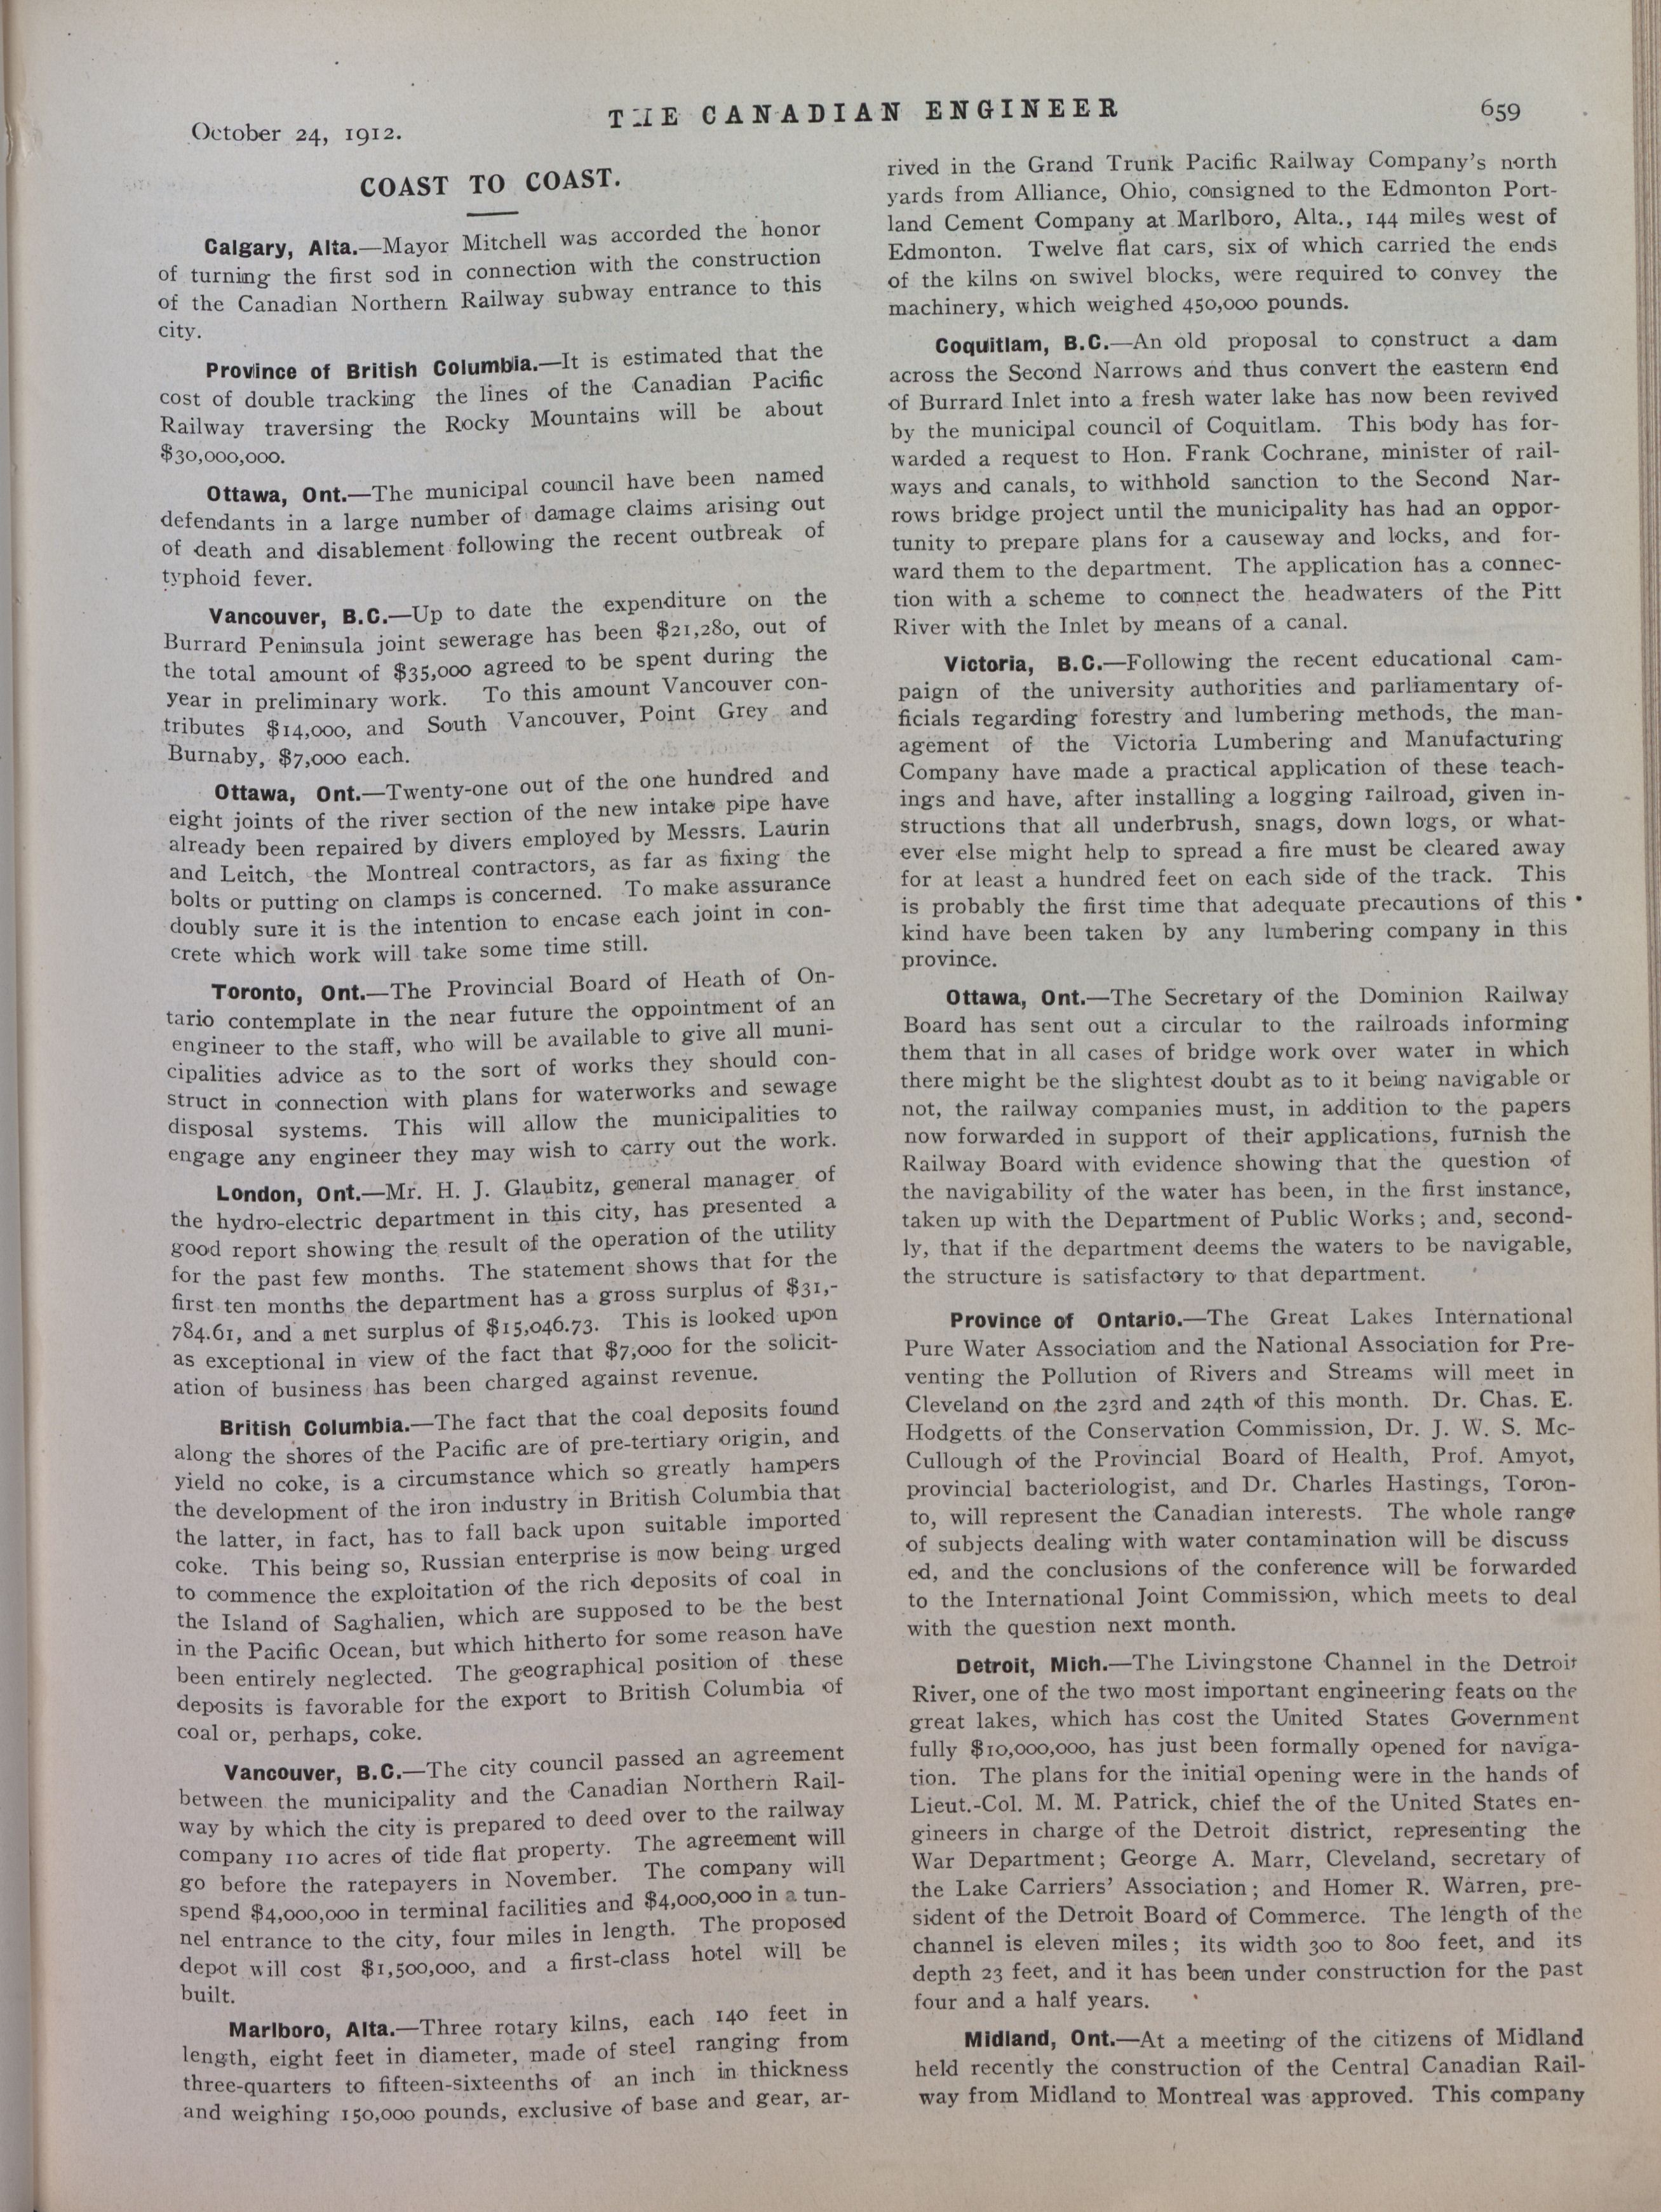 October 24, 1912.
THE CANADIAN ENGINEER
659
COAST TO COAST.
Calgary, Alta.—Mayor Mitchell was accorded the honor
of turning the first sod in connection with the construction
of the Canadian Northern Railway subway entrance to this
city.
Province of British Columbia.—It is estimated that the
cost of double tracking the lines of the Canadian Pacific
Railway traversing the Rocky Mountains will be about
$30,000,000.
Ottawa, Ont.—The municipal council have been named
defendants in a large number of damage claims arising out
of death and disablement following the recent outbreak of
typhoid fever.
Vancouver, B.C.—Up to date the expenditure on the
Burrard Peninsula joint sewerage has been $21,280, out of
the total amount of $35,000 agreed to be spent during the
year in preliminary work. To this amount Vancouver con-
tributes $14,000, and South Vancouver, Point Grey and
Burnaby, $7,000 each.
Ottawa, Ont.—Twenty-one out of the one hundred and
eight joints of the river section of the new intake pipe have
already been repaired by divers employed by Messrs. Laurin
and Leitch, the Montreal contractors, as far as fixing the
bolts or putting on clamps is concerned. To make assurance
doubly sure it is the intention to encase each joint in con-
crete which work will take some time still.
Toronto, Ont.—The Provincial Board of Heath of On-
tario contemplate in the near future the oppointment of an
engineer to the staff, who will be available to give all muni-
cipalities advice as to the sort of works they should con-
struct in connection with plans for waterworks and sewage
disposal systems. This will allow the municipalities to
engage any engineer they may wish to carry out the work.
London, Ont.—Mr. H. J. Glaubitz, general manager of
the hydro-electric department in this city, has presented a
good report showing the result of the operation of the utility
for the past few months. The statement shows that for the
first ten months the department has a gross surplus of $31,-
784.61, and a net surplus of $15,046.73. This is looked upon
as exceptional in view of the fact that $7,000 for the solicit-
ation of business has been charged against revenue.
British Columbia.—The fact that the coal deposits found
along the shores of the Pacific are of pre-tertiary origin, and
yield no coke, is a circumstance which so greatly hampers
the development of the iron industry in British Columbia that
the latter, in fact, has to fall back upon suitable imported
coke. This being so, Russian enterprise is now being urged
to commence the exploitation of the rich deposits of coal in
the Island of Saghalien, which are supposed to be the best
in the Pacific Ocean, but which hitherto for some reason have
been entirely neglected. The geographical position of these
deposits is favorable for the export to British Columbia of
coal or, perhaps, coke.
Vancouver, B.C.—The city council passed an agreement
between the municipality and the Canadian Northern Rail-
way by which the city is prepared to deed over to the railway
company 110 acres of tide flat property. The agreement will
go before the ratepayers in November. The company will
spend $4,000,000 in terminal facilities and $4,000,000 in a tun-
nel entrance to the city, four miles in length. The proposed
depot will cost $1,500,000, and a first-class hotel will be
built.
Marlboro, Alta.—Three rotary kilns, each 140 feet in
length, eight feet in diameter, made of steel ranging from
three-quarters to fifteen-sixteenths of an inch in thickness
and weighing 150,000 pounds, exclusive of base and gear, ar-
rived in the Grand Trunk Pacific Railway Company's north
yards from Alliance, Ohio, consigned to the Edmonton Port-
land Cement Company at Marlboro, Alta., 144 miles west of
Edmonton. Twelve flat cars, six of which carried the ends
of the kilns on swivel blocks, were required to convey the
machinery, which weighed 450,000 pounds.
Coquitlam, B.C.—An old proposal to construct a dam
across the Second Narrows and thus convert the eastern end
of Burrard Inlet into a fresh water lake has now been revived
by the municipal council of Coquitlam. This body has for-
warded a request to Hon. Frank Cochrane, minister of rail-
ways and canals, to withhold sanction to the Second Nar-
rows bridge project until the municipality has had an oppor-
tunity to prepare plans for a causeway and locks, and for-
ward them to the department. The application has a connec-
tion with a scheme to connect the headwaters of the Pitt
River with the Inlet by means of a canal.
Victoria, B.C.—Following the recent educational cam-
paign of the university authorities and parliamentary of-
ficials regarding forestry and lumbering methods, the man-
agement of the Victoria Lumbering and Manufacturing
Company have made a practical application of these teach-
ings and have, after installing a logging railroad, given in-
structions that all underbrush, snags, down logs, or what-
ever else might help to spread a fire must be cleared away
for at least a hundred feet on each side of the track. This
is probably the first time that adequate precautions of this
kind have been taken by any lumbering company in this
province.
Ottawa, Ont.—The Secretary of the Dominion Railway
Board has sent out a circular to the railroads informing
them that in all cases of bridge work over water in which
there might be the slightest doubt as to it being navigable or
not, the railway companies must, in addition to the papers
now forwarded in support of their applications, furnish the
Railway Board with evidence showing that the question of
the navigability of the water has been, in the first instance,
taken up with the Department of Public Works; and, second-
ly, that if the department deems the waters to be navigable,
the structure is satisfactory to that department.
Province of Ontario.—The Great Lakes International
Pure Water Association and the National Association for Pre-
venting the Pollution of Rivers and Streams will meet in
Cleveland on the 23rd and 24th of this month. Dr. Chas. E.
Hodgetts of the Conservation Commission, Dr. J. W. S. Mc-
Cullough of the Provincial Board of Health, Prof. Amyot,
provincial bacteriologist, and Dr. Charles Hastings, Toron-
to, will represent the Canadian interests. The whole range
of subjects dealing with water contamination will be discuss
ed, and the conclusions of the conference will be forwarded
to the International Joint Commission, which meets to deal
with the question next month.
Detroit, Mich.—The Livingstone Channel in the Detroit
River, one of the two most important engineering feats on the
great lakes, which has cost the United States Government
fully $10,000,000, has just been formally opened for naviga-
tion. The plans for the initial opening were in the hands of
Lieut.-Col. M. M. Patrick, chief the of the United States en-
gineers in charge of the Detroit district, representing the
War Department; George A. Marr, Cleveland, secretary of
the Lake Carriers' Association; and Homer R. Warren, pre-
sident of the Detroit Board of Commerce. The length of the
channel is eleven miles; its width 300 to 800 feet, and its
depth 23 feet, and it has been under construction for the past
four and a half years.
Midland, Ont.—At a meeting of the citizens of Midland
held recently the construction of the Central Canadian Rail-
way from Midland to Montreal was approved. This company